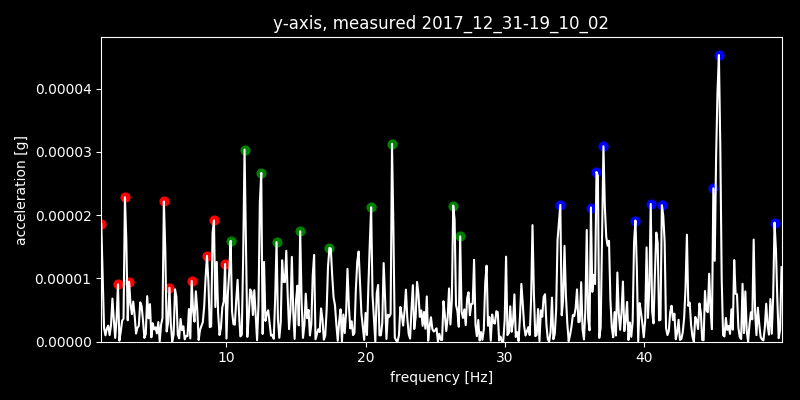 y-axis, measured 2017_12_31-19_10_02
0.00004
0.00003
0.00002
0.00001
0.00000
acceleration [g]
10 20 30 40
frequency [Hz]